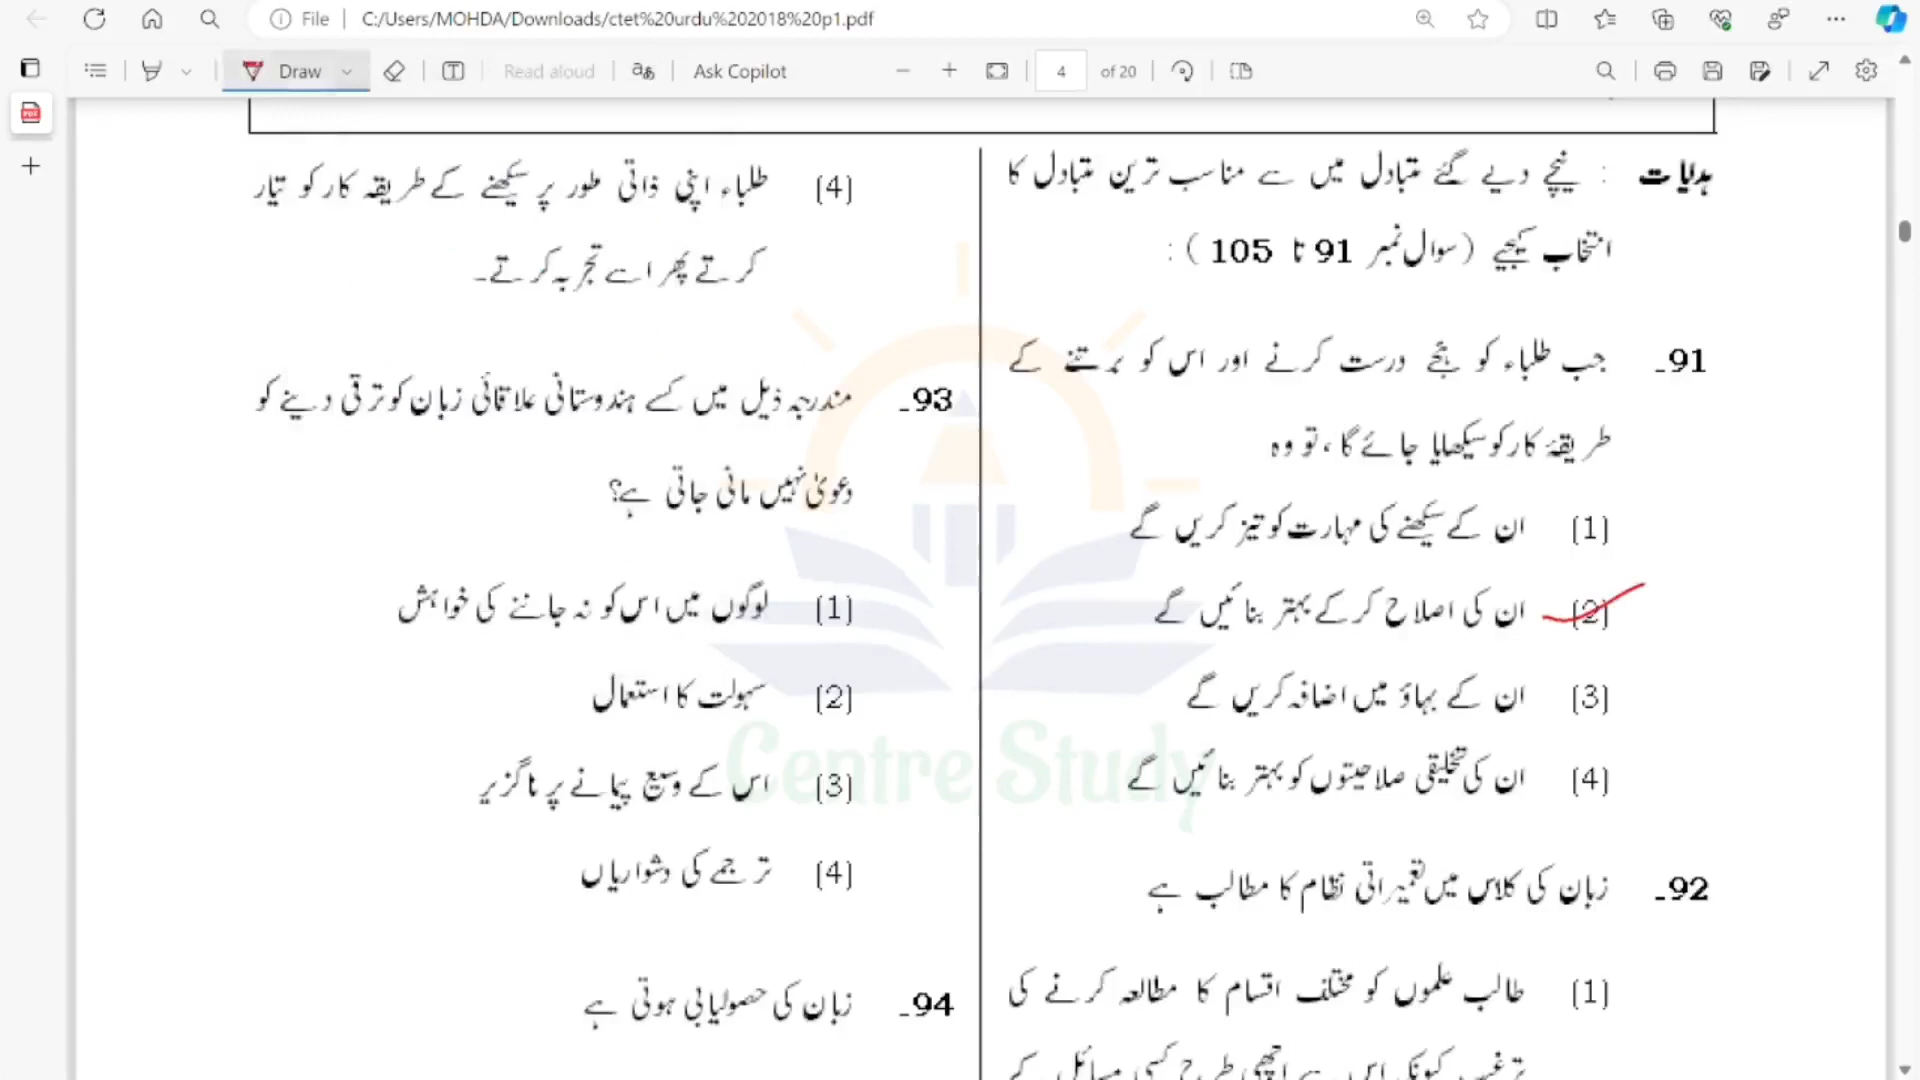 File
C:/Users/MOHDA/Downloads/ctet%20urdu%202018%20p1.pdf
Draw
Read aloud
Ask Copilot
4 of 20
ہدایات : نیچے دیے گئے متبادل میں سے مناسب ترین متبادل کا
انتخاب کیجیے (سوال نمبر 91 تا 105) :
91۔ جب طلباء کو ہجے درست کرنے اور اس کو برتنے کے
طریقۂ کار کو سیکھایا جائے گا، تو وہ
(1) ان کے سیکھنے کی مہارت کو تیز کریں گے
(2) ان کی اصلاح کر کے بہتر بنائیں گے
(3) ان کے بہاؤ میں اضافہ کریں گے
(4) ان کی تخلیقی صلاحیتوں کو بہتر بنائیں گے
92۔ زبان کی کلاس میں تعمیراتی نظام کا مطالب ہے
(1) طالب علموں کو مختلف اقسام کا مطالعہ کرنے کی
(4) طلباء اپنی ذاتی طور پر سیکھنے کے طریقہ کار کو تیار
کرتے پھر اسے تجربہ کرتے۔
93۔ مندرجہ ذیل میں کسے ہندوستانی علاقائی زبان کو ترقی دینے کو
دعویٰ نہیں مانی جاتی ہے؟
(1) لوگوں میں اس کو نہ جاننے کی خواہش
(2) سہولت کا استعمال
(3) اس کے وسیع پیمانے پر ناگزیر
(4) ترجمے کی دشواریاں
94۔ زبان کی حصولیابی ہوتی ہے
Centre Study